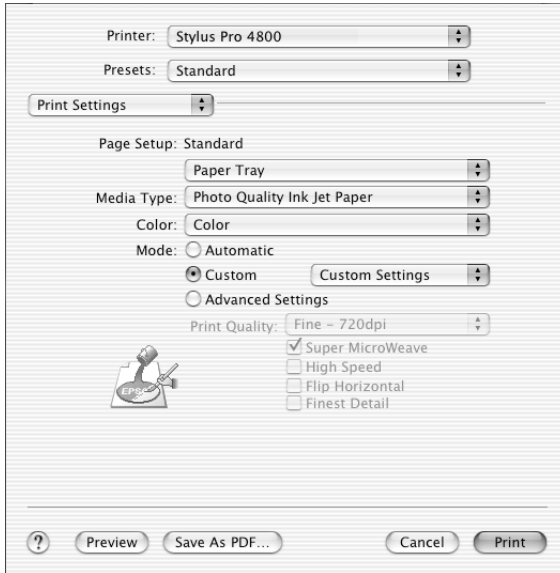 Printer: Stylus Pro 4800
Presets: Standard
Print Settings
Page Setup: Standard
Paper Tray
Media Type: Photo Quality Ink Jet Paper
Color: Color
Mode: Automatic
Custom Custom Settings
Advanced Settings
Print Quality: Fine - 720dpi
Super MicroWeave
High Speed
Flip Horizontal
Finest Detail
? Preview Save As PDF... Cancel Print